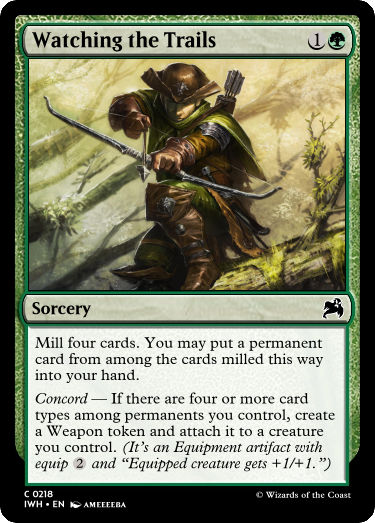 Watching the Trails 1
Sorcery
Mill four cards. You may put a permanent
card from among the cards milled this way
into your hand.
Concord — If there are four or more card
types among permanents you control, create
a Weapon token and attach it to a creature
you control. (It's an Equipment artifact with
equip 2 and “Equipped creature gets +1/+1.”)
C 0218
IWH • EN AMEEEBA
© Wizards of the Coast